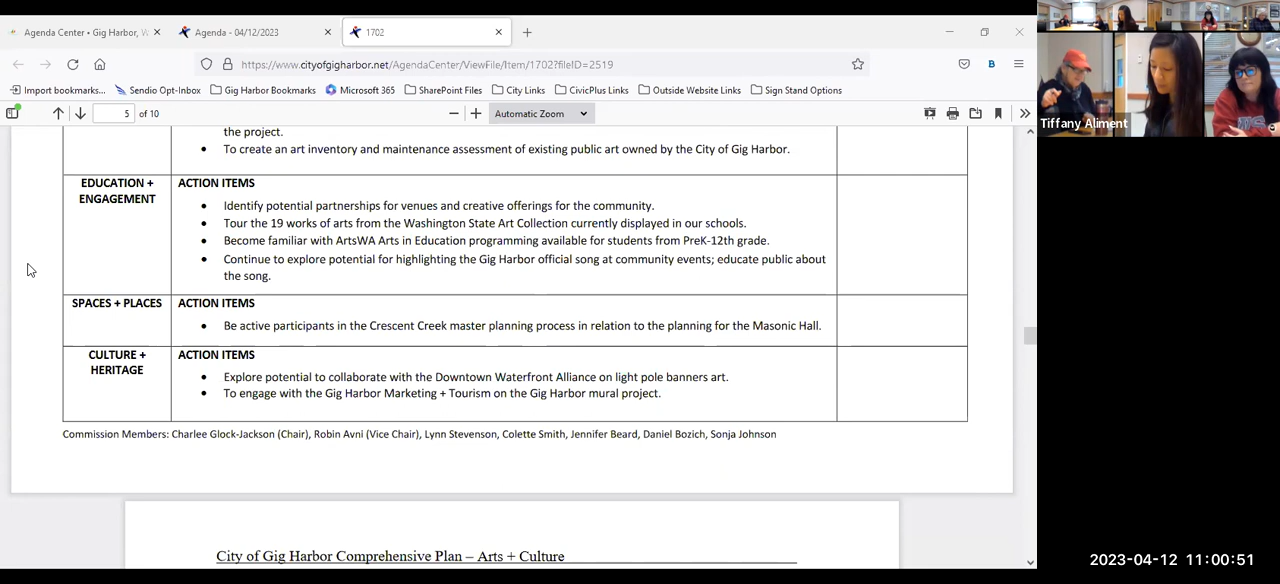 Agenda Center • Gig Harbor, W
Agenda - 04/12/2023
1702
https://www.cityofgigharbor.net/AgendaCenter/ViewFile/Item/1702?fileID=2519
Import bookmarks...
Sendio Opt-Inbox
Gig Harbor Bookmarks
Microsoft 365
SharePoint Files
City Links
CivicPlus Links
Outside Website Links
Sign Stand Options
5 of 10
Automatic Zoom
the project.
• To create an art inventory and maintenance assessment of existing public art owned by the City of Gig Harbor.
EDUCATION +
ENGAGEMENT
ACTION ITEMS
• Identify potential partnerships for venues and creative offerings for the community.
• Tour the 19 works of arts from the Washington State Art Collection currently displayed in our schools.
• Become familiar with ArtsWA Arts in Education programming available for students from PreK-12th grade.
• Continue to explore potential for highlighting the Gig Harbor official song at community events; educate public about
the song.
SPACES + PLACES
ACTION ITEMS
• Be active participants in the Crescent Creek master planning process in relation to the planning for the Masonic Hall.
CULTURE +
HERITAGE
ACTION ITEMS
• Explore potential to collaborate with the Downtown Waterfront Alliance on light pole banners art.
• To engage with the Gig Harbor Marketing + Tourism on the Gig Harbor mural project.
Commission Members: Charlee Glock-Jackson (Chair), Robin Avni (Vice Chair), Lynn Stevenson, Colette Smith, Jennifer Beard, Daniel Bozich, Sonja Johnson
City of Gig Harbor Comprehensive Plan – Arts + Culture
Tiffany Aliment
2023-04-12 11:00:51